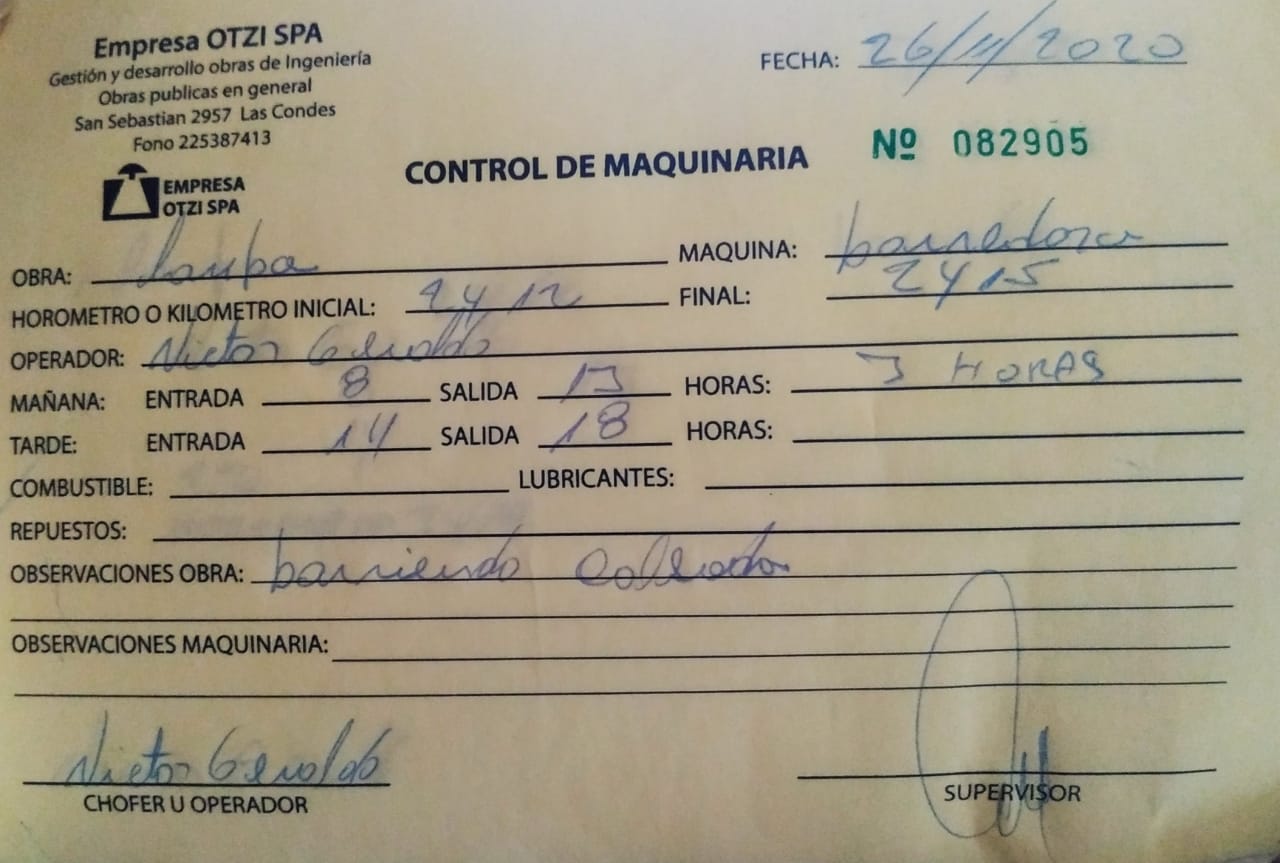 Empresa OTZI SPA
Gestión y desarrollo obras de Ingeniería
Obras publicas en general
San Sebastian 2957 Las Condes
Fono 225387413
EMPRESA
OTZI SPA
FECHA: 26/11/2020
Nº 082905
CONTROL DE MAQUINARIA
OBRA: Lampa MAQUINA: barredora
HOROMETRO O KILOMETRO INICIAL: 2412 FINAL: 2415
OPERADOR: Victor Geraldo
MAÑANA: ENTRADA 8 SALIDA 13 HORAS: 3 HORAS
TARDE: ENTRADA 14 SALIDA 18 HORAS:
COMBUSTIBLE: LUBRICANTES:
REPUESTOS:
OBSERVACIONES OBRA: barriendo
OBSERVACIONES MAQUINARIA:
Victor Geraldo
CHOFER U OPERADOR
SUPERVISOR